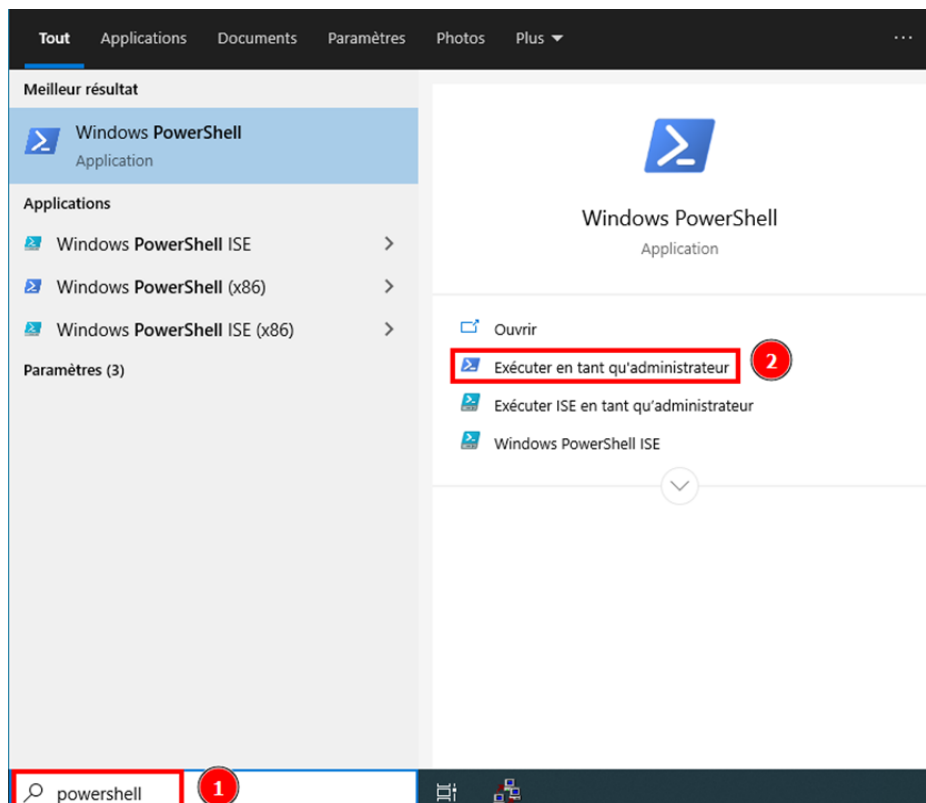 Tout Applications Documents Paramètres Photos Plus ...
Meilleur résultat
Windows PowerShell
Application
Applications
Windows PowerShell ISE
Windows PowerShell (x86)
Windows PowerShell ISE (x86)
Paramètres (3)
Windows PowerShell
Application
Ouvrir
Exécuter en tant qu'administrateur
2
Exécuter ISE en tant qu'administrateur
Windows PowerShell ISE
powershell
1